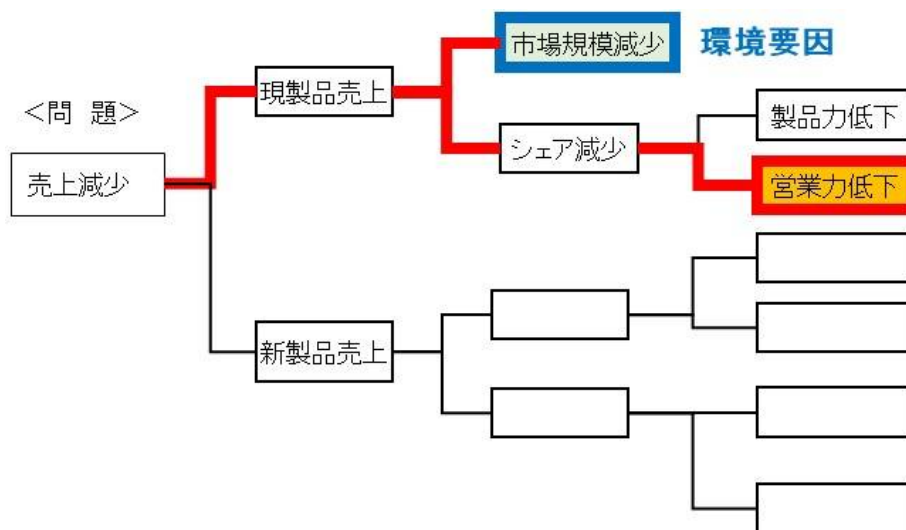 市場規模減少
環境要因
現製品売上
<問 題>
製品力低下
シェア減少
売上減少
営業力低下
新製品売上